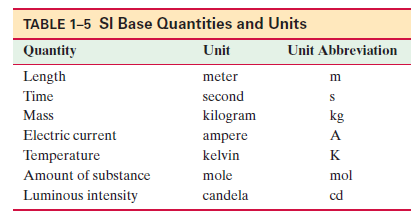 TABLE 1–5 SI Base Quantities and Units
Quantity Unit Unit Abbreviation
Length meter m
Time second s
Mass kilogram kg
Electric current ampere A
Temperature kelvin K
Amount of substance mole mol
Luminous intensity candela cd